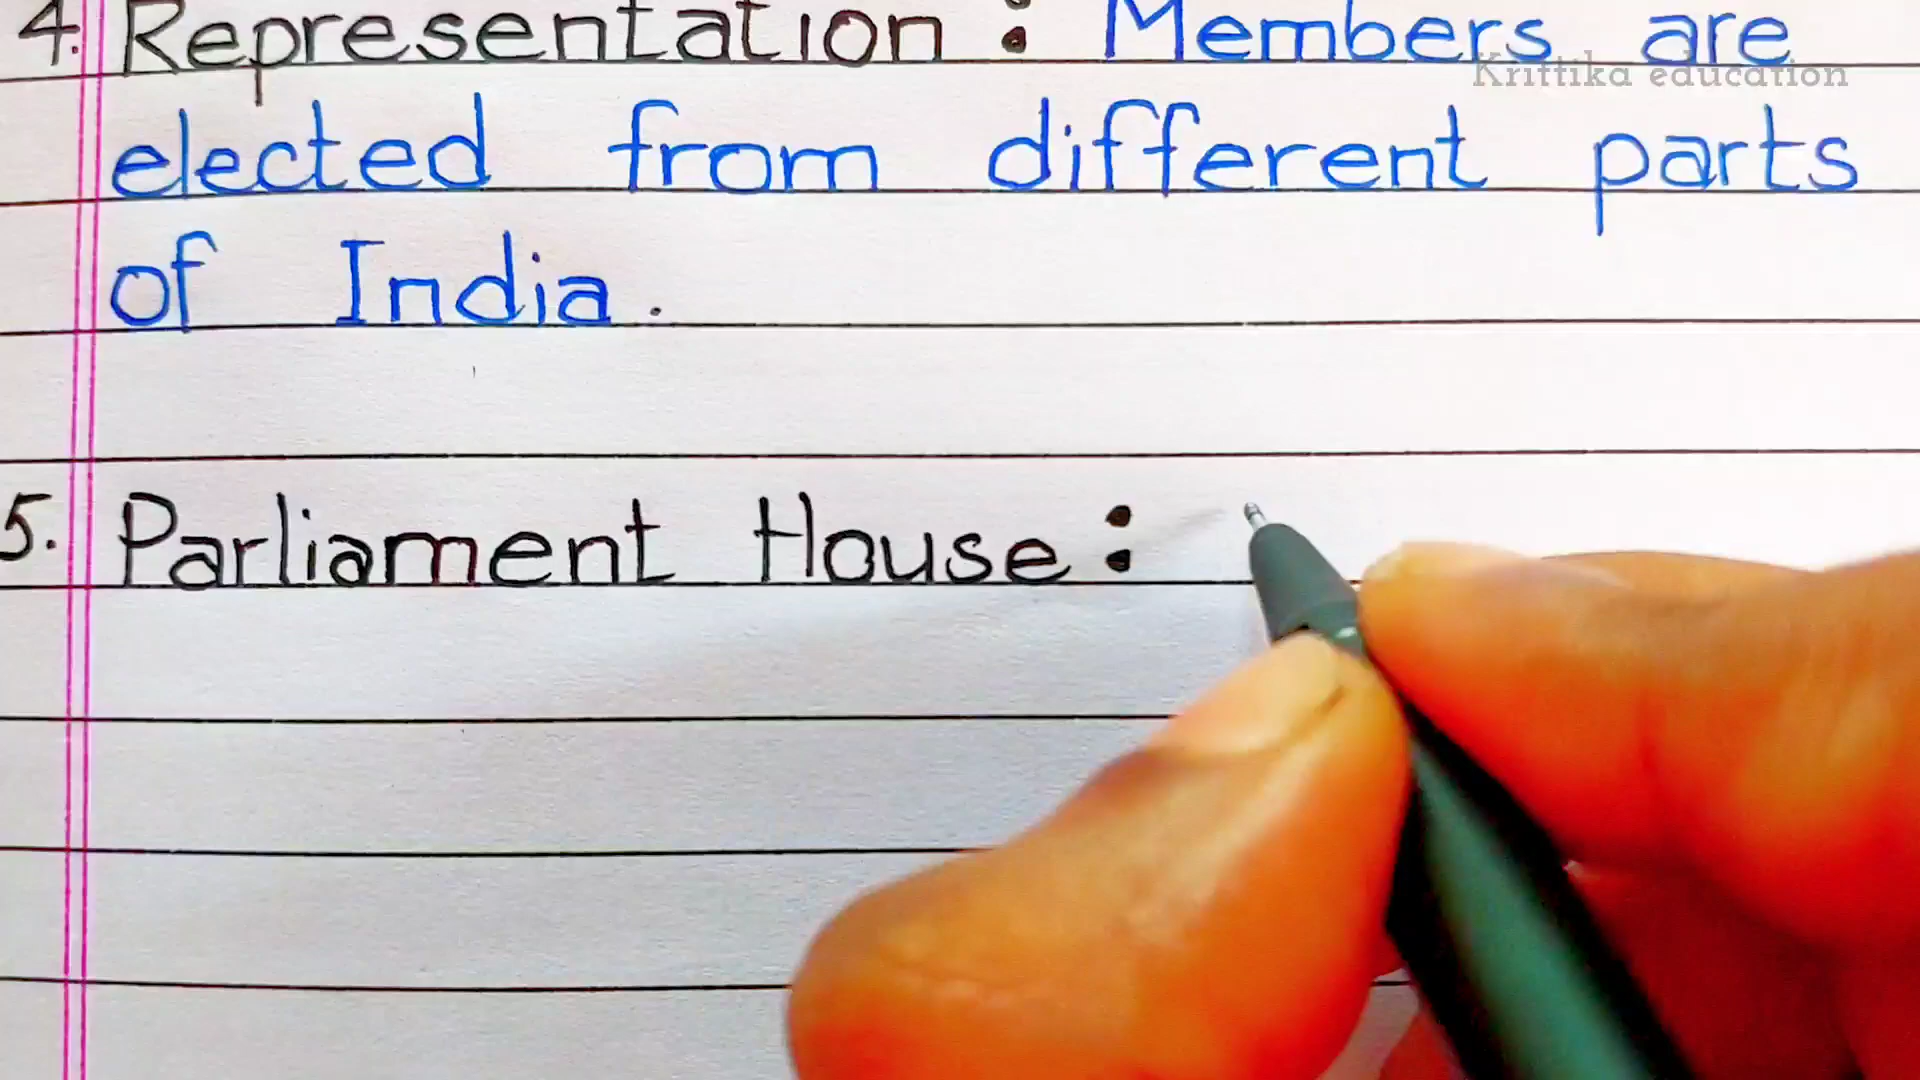 4. Representation : Members are
Krittika education
elected from different parts
of India.
5. Parliament House :